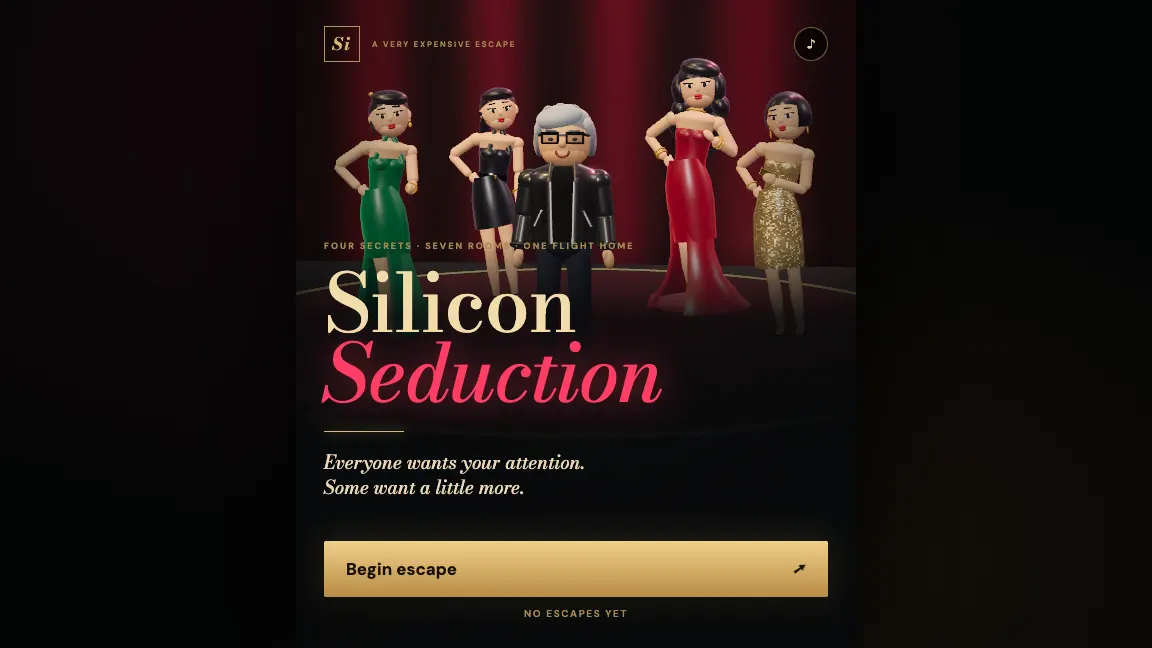 Si
A VERY EXPENSIVE ESCAPE
♪
FOUR SECRETS · SEVEN ROOMS · ONE FLIGHT HOME
Silicon
Seduction
Everyone wants your attention.
Some want a little more.
Begin escape
NO ESCAPES YET